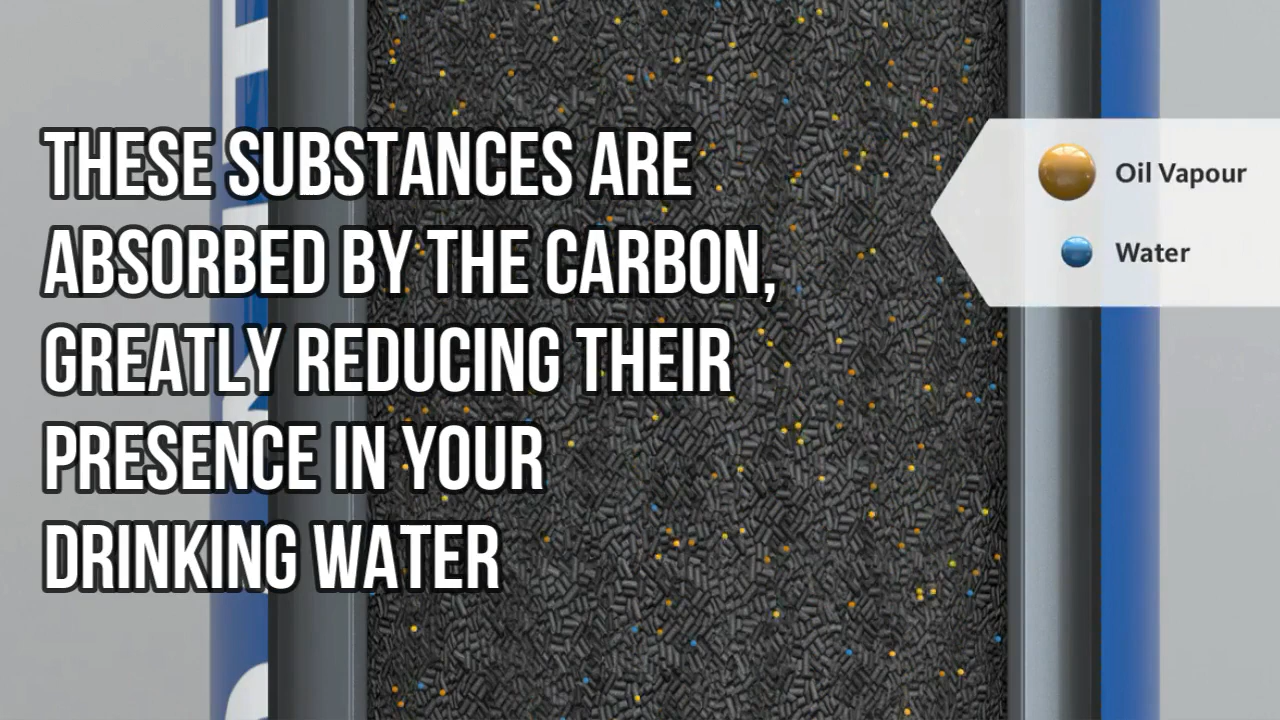 THESE SUBSTANCES ARE
ABSORBED BY THE CARBON,
GREATLY REDUCING THEIR
PRESENCE IN YOUR
DRINKING WATER
Oil Vapour
Water